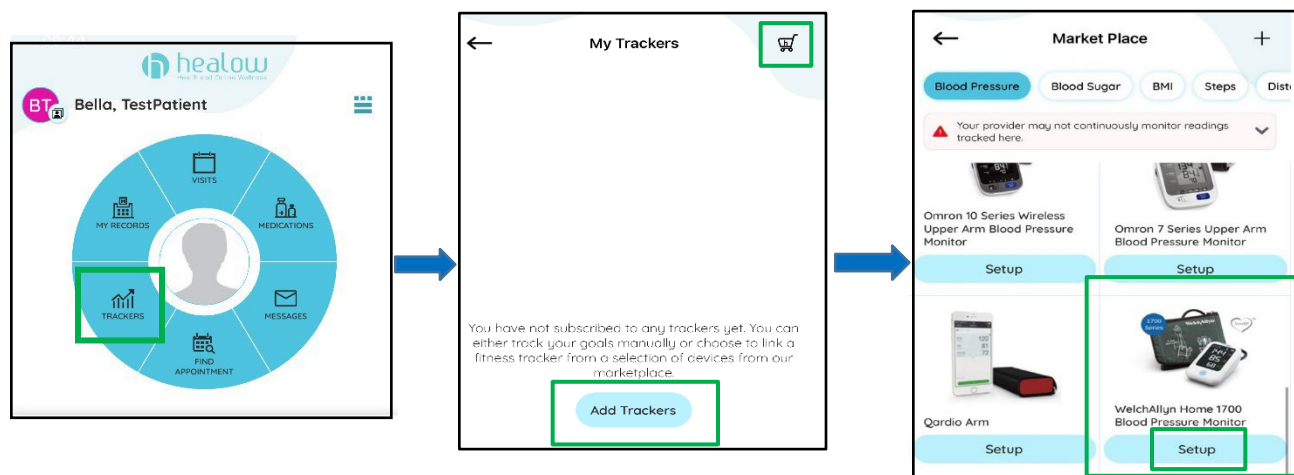 healow
Health and Online Wellness
BT
Bella, TestPatient
VISITS
MY RECORDS
MEDICATIONS
TRACKERS
MESSAGES
FIND
APPOINTMENT
My Trackers
You have not subscribed to any trackers yet. You can
either track your goals manually or choose to link a
fitness tracker from a selection of devices from our
marketplace.
Add Trackers
Market Place
Blood Pressure
Blood Sugar
BMI
Steps
Dista
Your provider may not continuously monitor readings
tracked here.
Omron 10 Series Wireless
Upper Arm Blood Pressure
Monitor
Setup
Omron 7 Series Upper Arm
Blood Pressure Monitor
Setup
Qardio Arm
Setup
1700
Series
WelchAllyn Home 1700
Blood Pressure Monitor
Setup